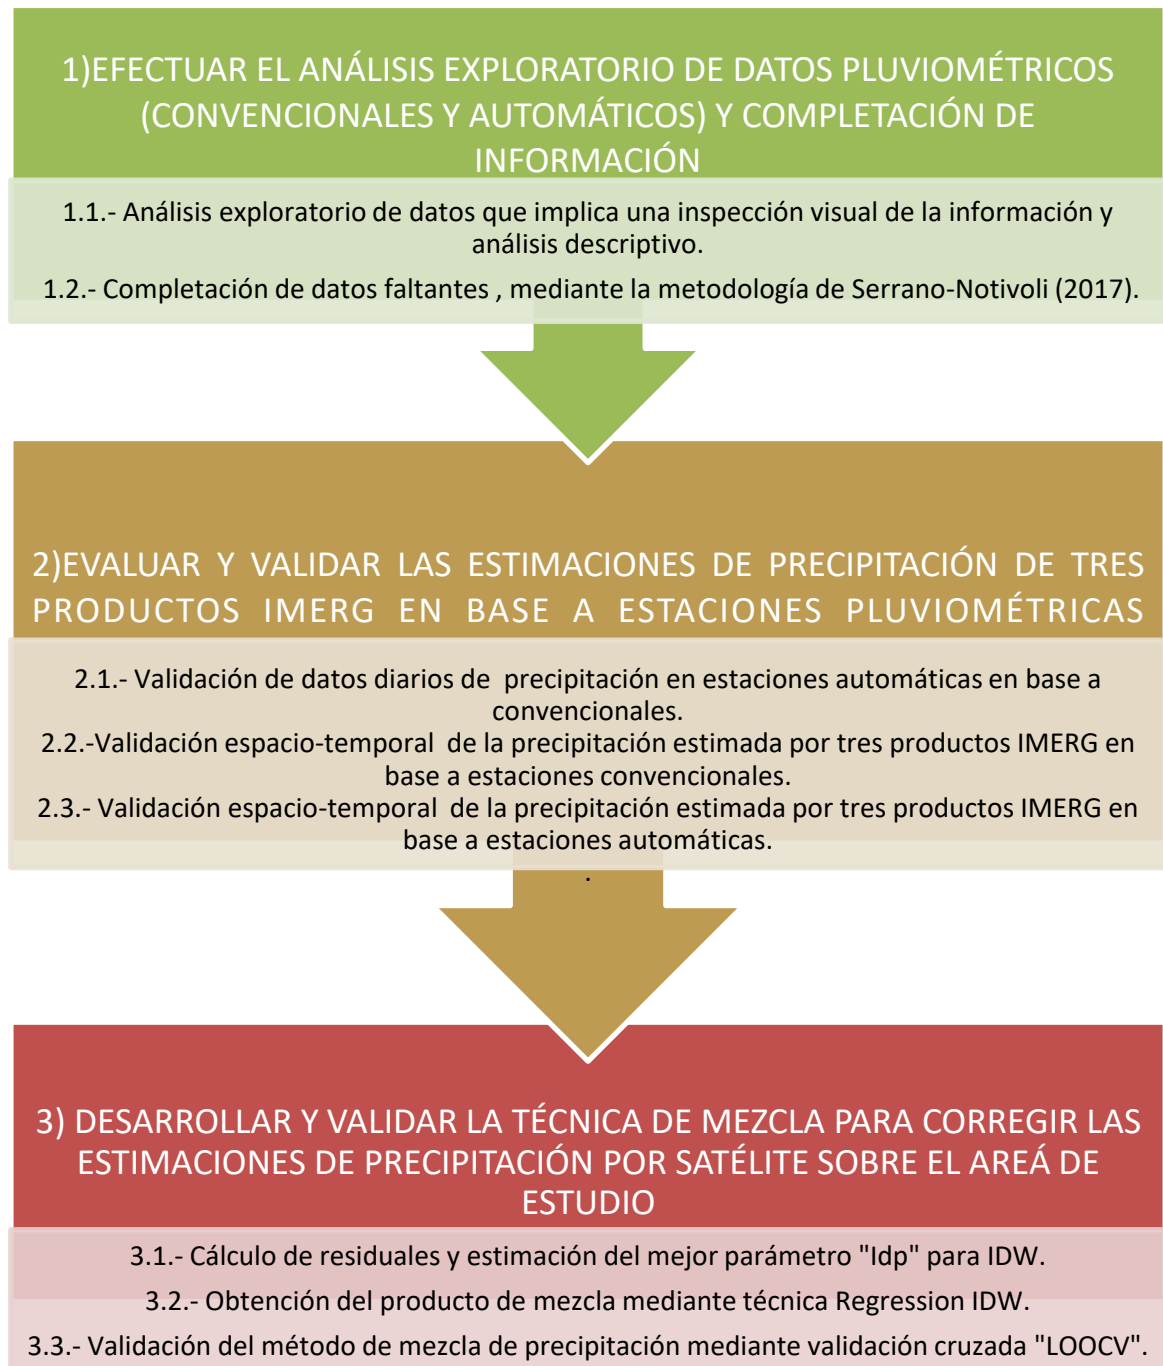 1)EFECTUAR EL ANÁLISIS EXPLORATORIO DE DATOS PLUVIOMÉTRICOS
(CONVENCIONALES Y AUTOMÁTICOS) Y COMPLETACIÓN DE
INFORMACIÓN
1.1.- Análisis exploratorio de datos que implica una inspección visual de la información y
análisis descriptivo.
1.2.- Completación de datos faltantes , mediante la metodología de Serrano-Notivoli (2017).
2)EVALUAR Y VALIDAR LAS ESTIMACIONES DE PRECIPITACIÓN DE TRES
PRODUCTOS IMERG EN BASE A ESTACIONES PLUVIOMÉTRICAS
2.1.- Validación de datos diarios de  precipitación en estaciones automáticas en base a
convencionales.
2.2.-Validación espacio-temporal  de la precipitación estimada por tres productos IMERG en
base a estaciones convencionales.
2.3.- Validación espacio-temporal  de la precipitación estimada por tres productos IMERG en
base a estaciones automáticas.
.
3) DESARROLLAR Y VALIDAR LA TÉCNICA DE MEZCLA PARA CORREGIR LAS
ESTIMACIONES DE PRECIPITACIÓN POR SATÉLITE SOBRE EL AREÁ DE
ESTUDIO
3.1.- Cálculo de residuales y estimación del mejor parámetro "Idp" para IDW.
3.2.- Obtención del producto de mezcla mediante técnica Regression IDW.
3.3.- Validación del método de mezcla de precipitación mediante validación cruzada "LOOCV".